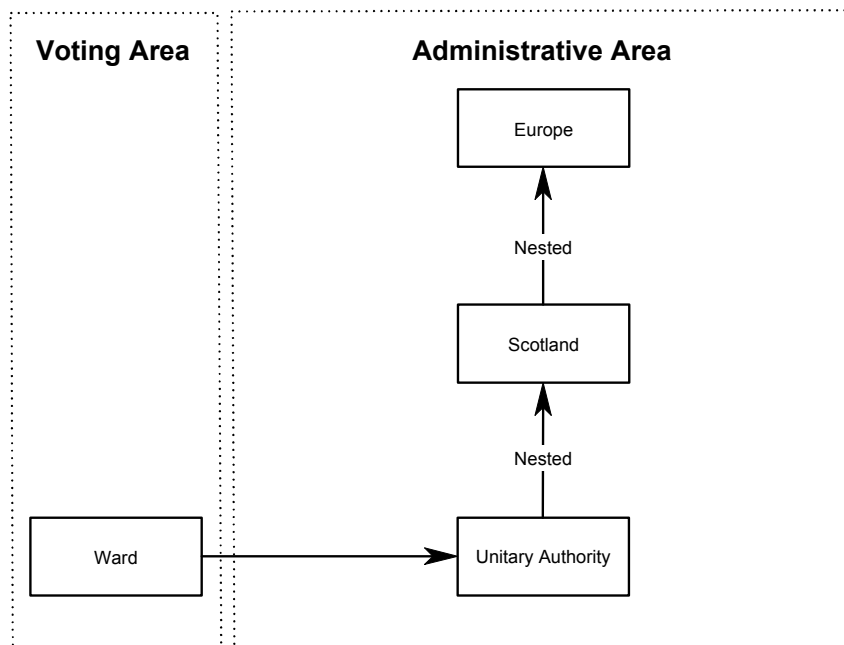 Voting Area
Administrative Area
Europe
Nested
Scotland
Nested
Ward
Unitary Authority